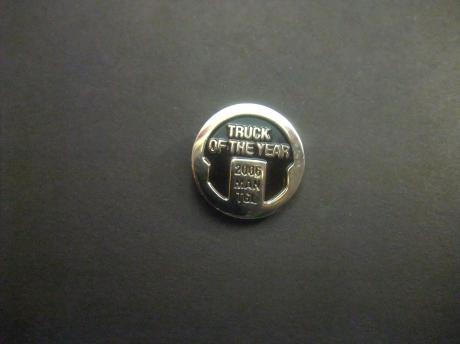 TRUCK
OF THE YEAR
2006
MAN
TGL